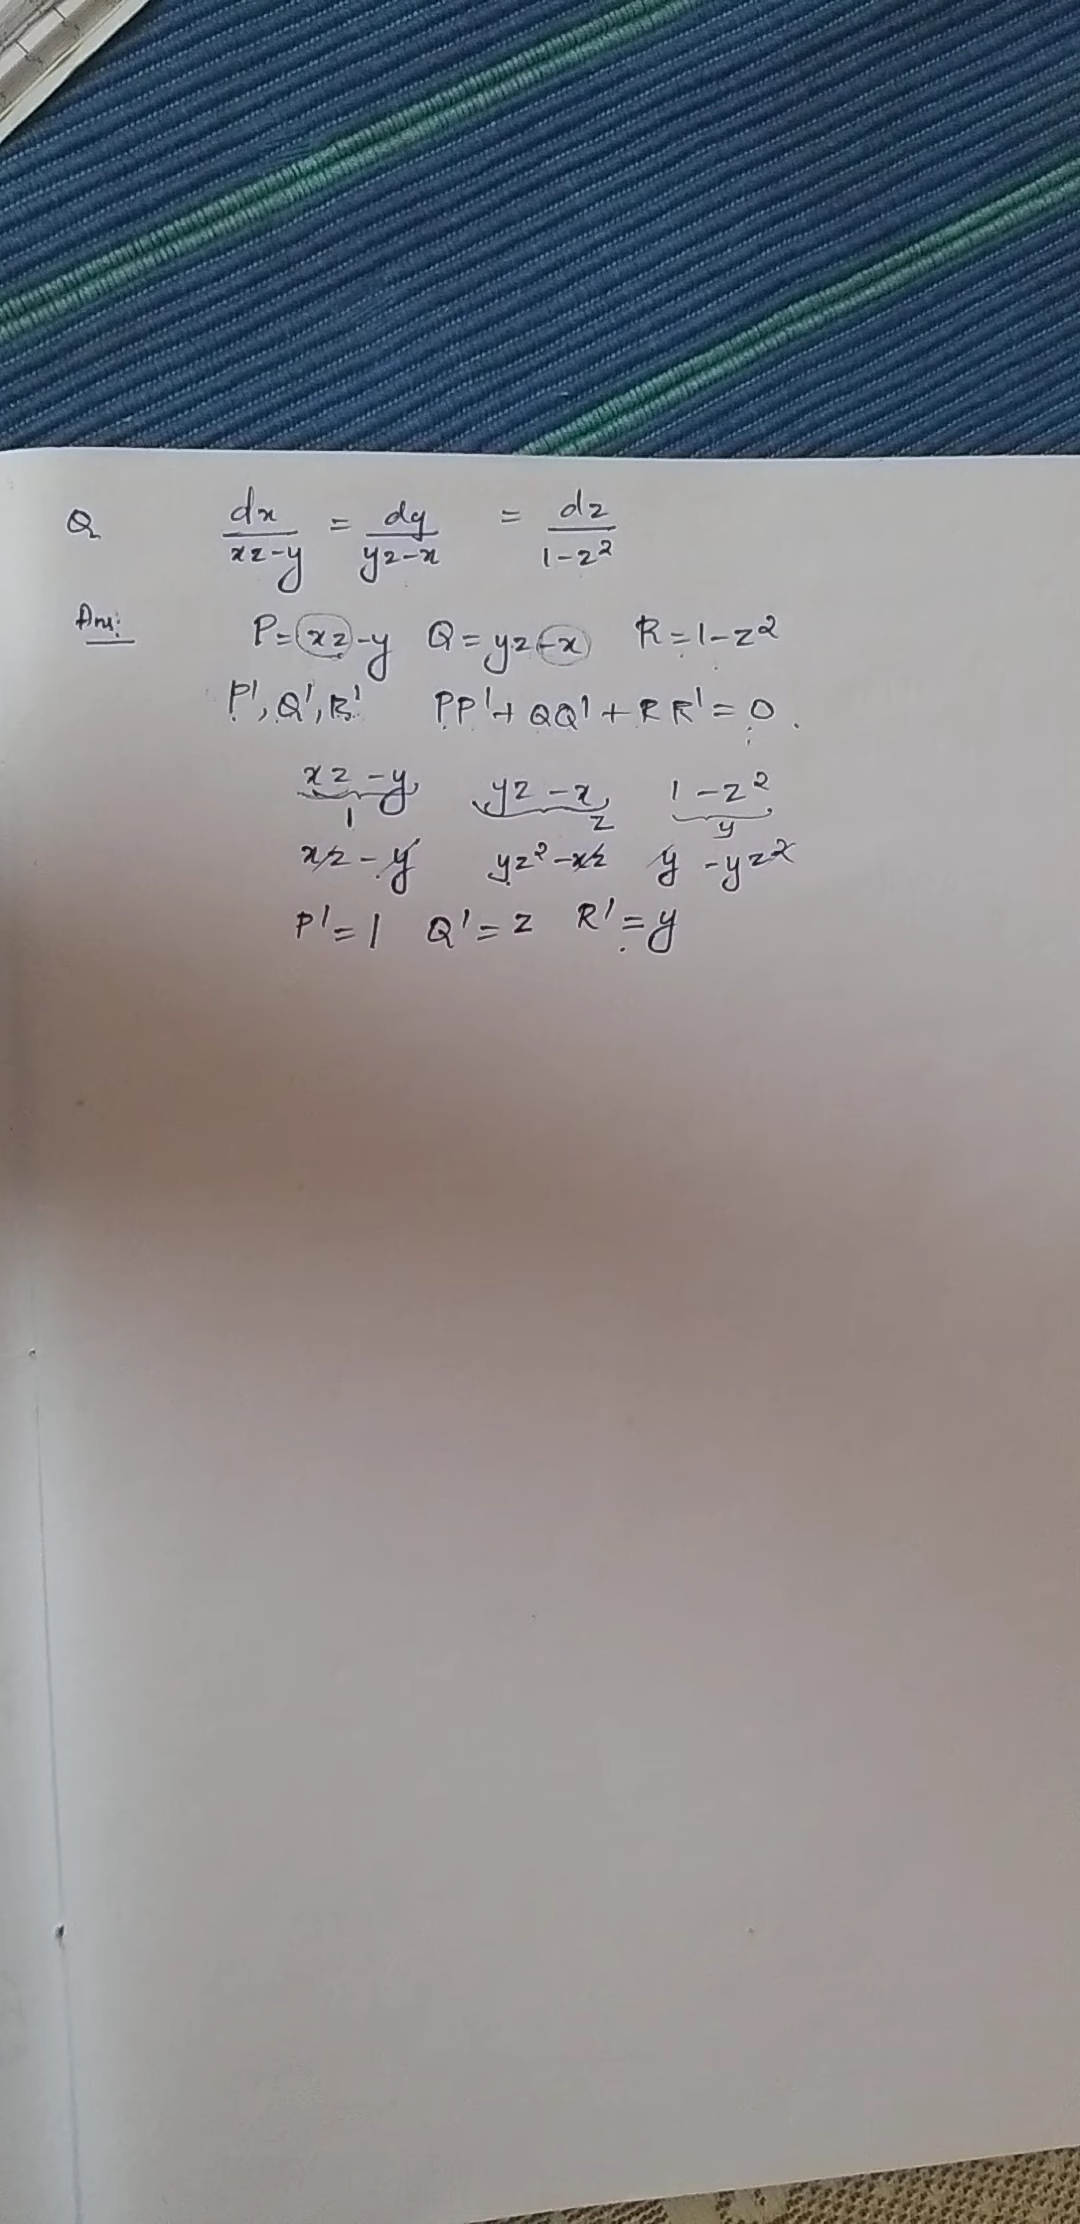 Q dx/xz-y = dy/yz-x = dz/1-z²
Ans: P=xz-y Q=yz-x R=1-z²
P', Q', R' PP'+QQ'+RR'=0.
xz-y yz-x 1-z²
1 z y
xz-y yz²-xz y-yz²
P'=1 Q'=z R'=y